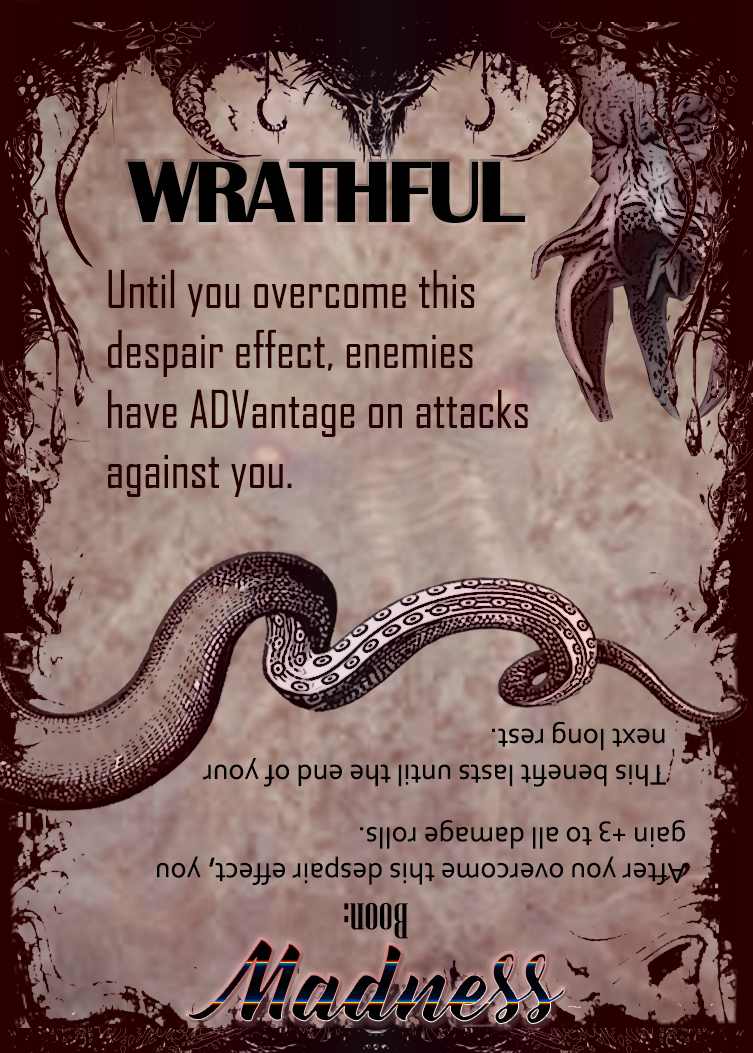 WRATHFUL
Until you overcome this
despair effect, enemies
have ADVantage on attacks
against you.
Boon:
After you overcome this despair effect, you
gain +3 to all damage rolls.
This benefit lasts until the end of your
next long rest.
Madness